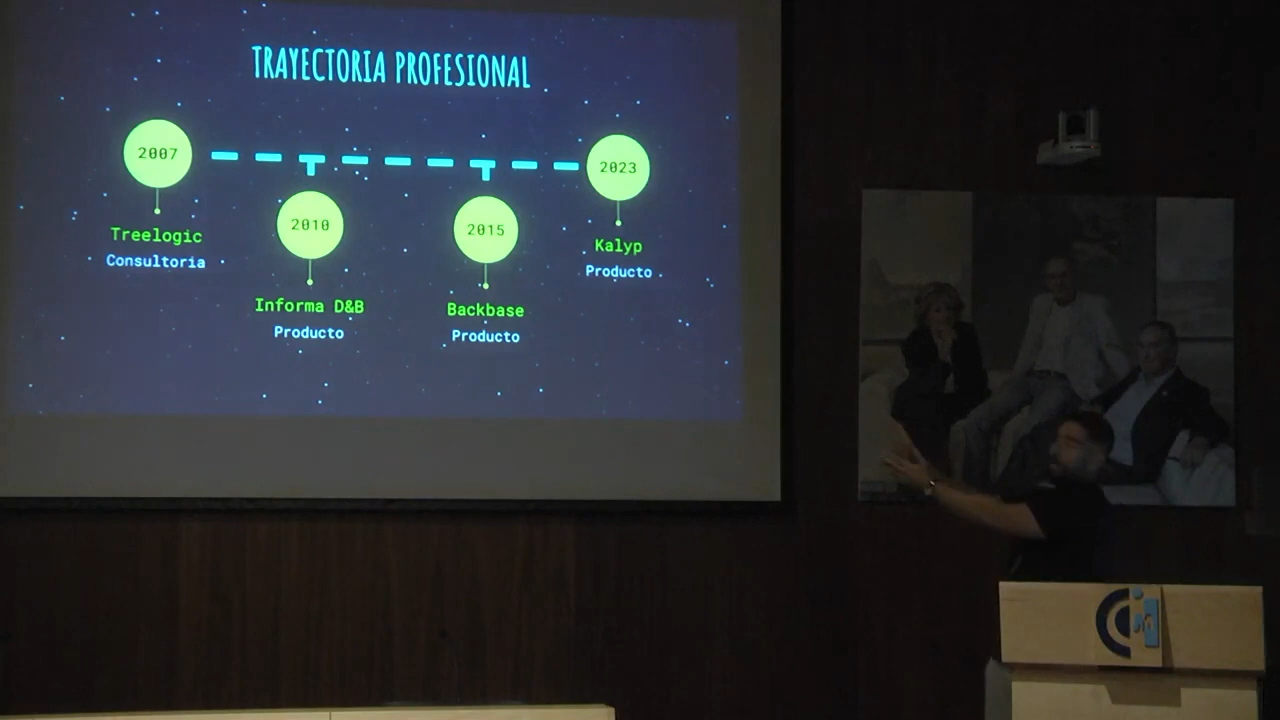 TRAYECTORIA PROFESIONAL
2007
Treelogic
Consultoria
2010
Informa D&B
Producto
2015
Backbase
Producto
2023
Kalyp
Producto